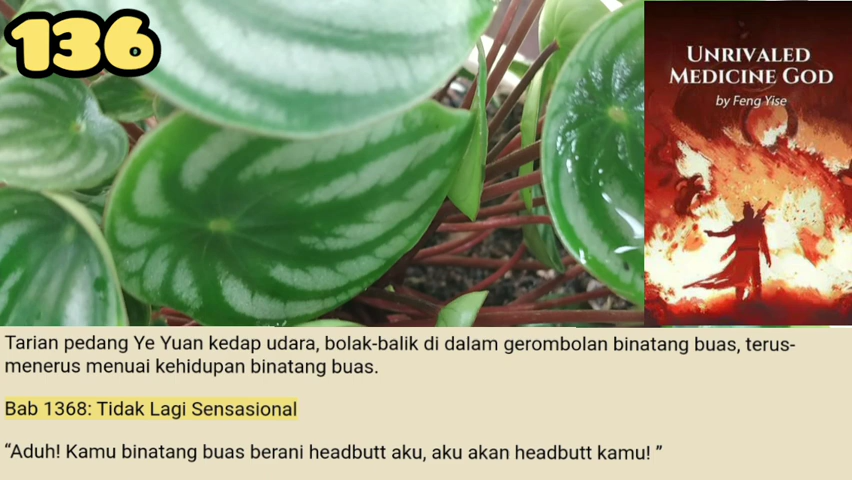 136
UNRIVALED
MEDICINE GOD
by Feng Yise
Tarian pedang Ye Yuan kedap udara, bolak-balik di dalam gerombolan binatang buas, terus-
menerus menuai kehidupan binatang buas.
Bab 1368: Tidak Lagi Sensasional
“Aduh! Kamu binatang buas berani headbutt aku, aku akan headbutt kamu! ”